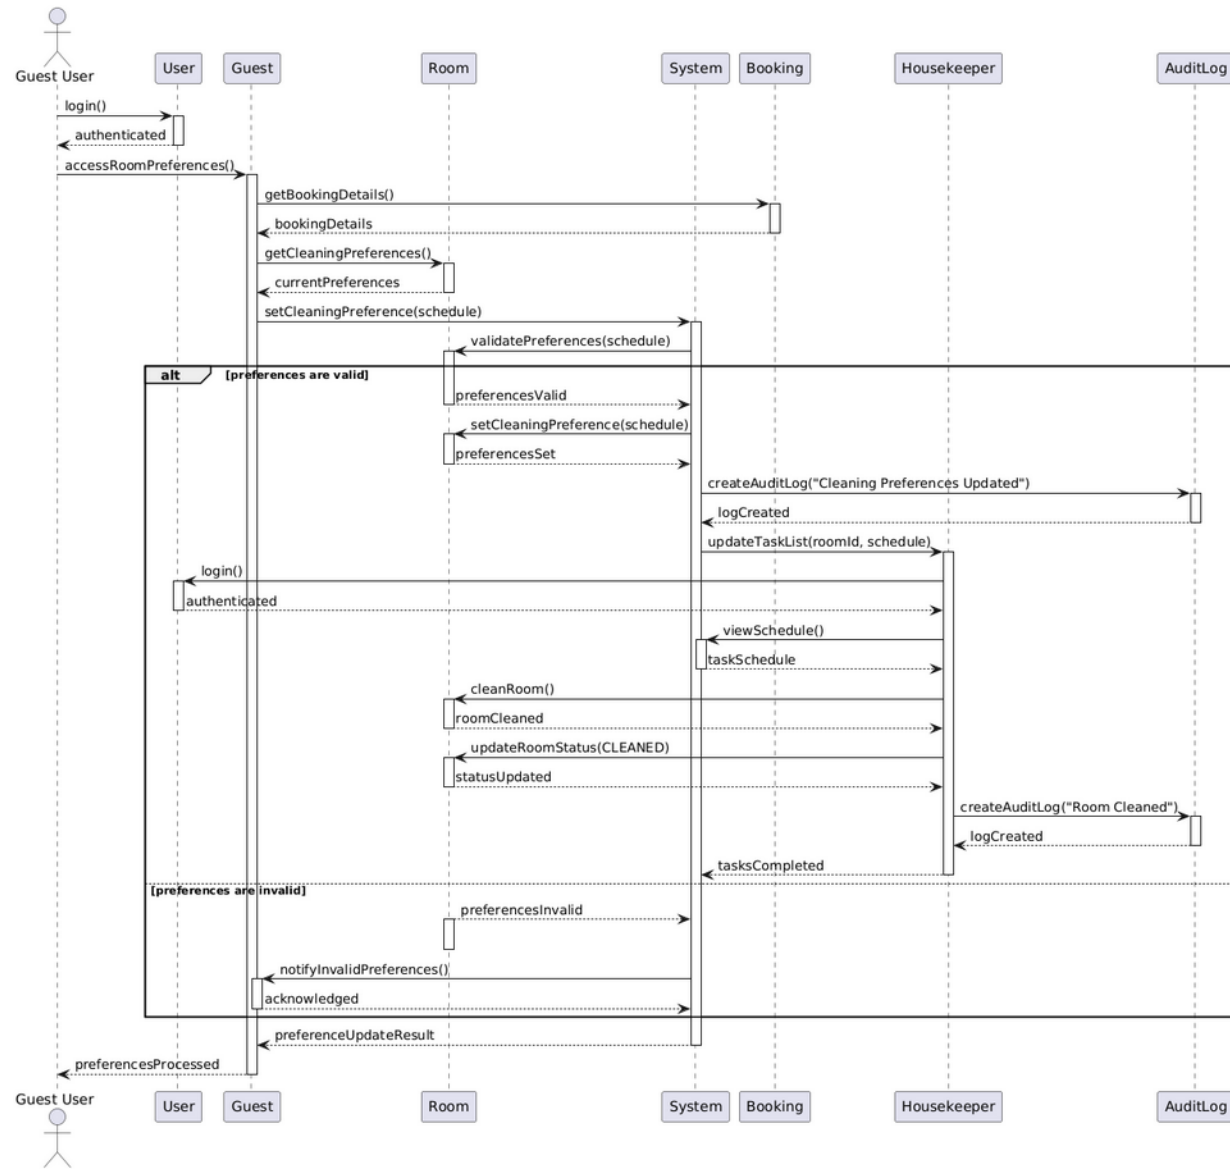 Guest User
User
Guest
Room
System
Booking
Housekeeper
AuditLog
login()
authenticated
accessRoomPreferences()
getBookingDetails()
bookingDetails
getCleaningPreferences()
currentPreferences
setCleaningPreference(schedule)
validatePreferences(schedule)
alt
[preferences are valid]
preferencesValid
setCleaningPreference(schedule)
preferencesSet
createAuditLog("Cleaning Preferences Updated")
logCreated
updateTaskList(roomId, schedule)
login()
authenticated
viewSchedule()
taskSchedule
cleanRoom()
roomCleaned
updateRoomStatus(CLEANED)
statusUpdated
createAuditLog("Room Cleaned")
logCreated
tasksCompleted
[preferences are invalid]
preferencesInvalid
notifyInvalidPreferences()
acknowledged
preferenceUpdateResult
preferencesProcessed
Guest User
User
Guest
Room
System
Booking
Housekeeper
AuditLog